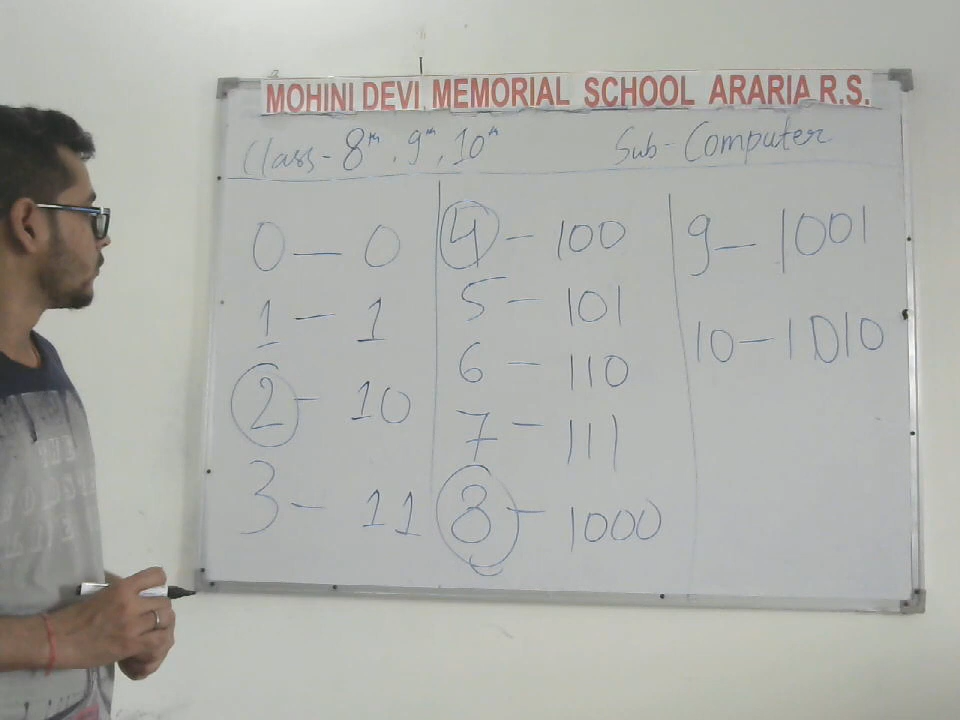 MOHINI DEVI MEMORIAL SCHOOL ARARIA R.S.
Class - 8th, 9th, 10th Sub - Computer
0 — 0
1 — 1
2 - 10
3 - 11
4 - 100
5 - 101
6 - 110
7 - 111
8 - 1000
9 - 1001
10 - 1010